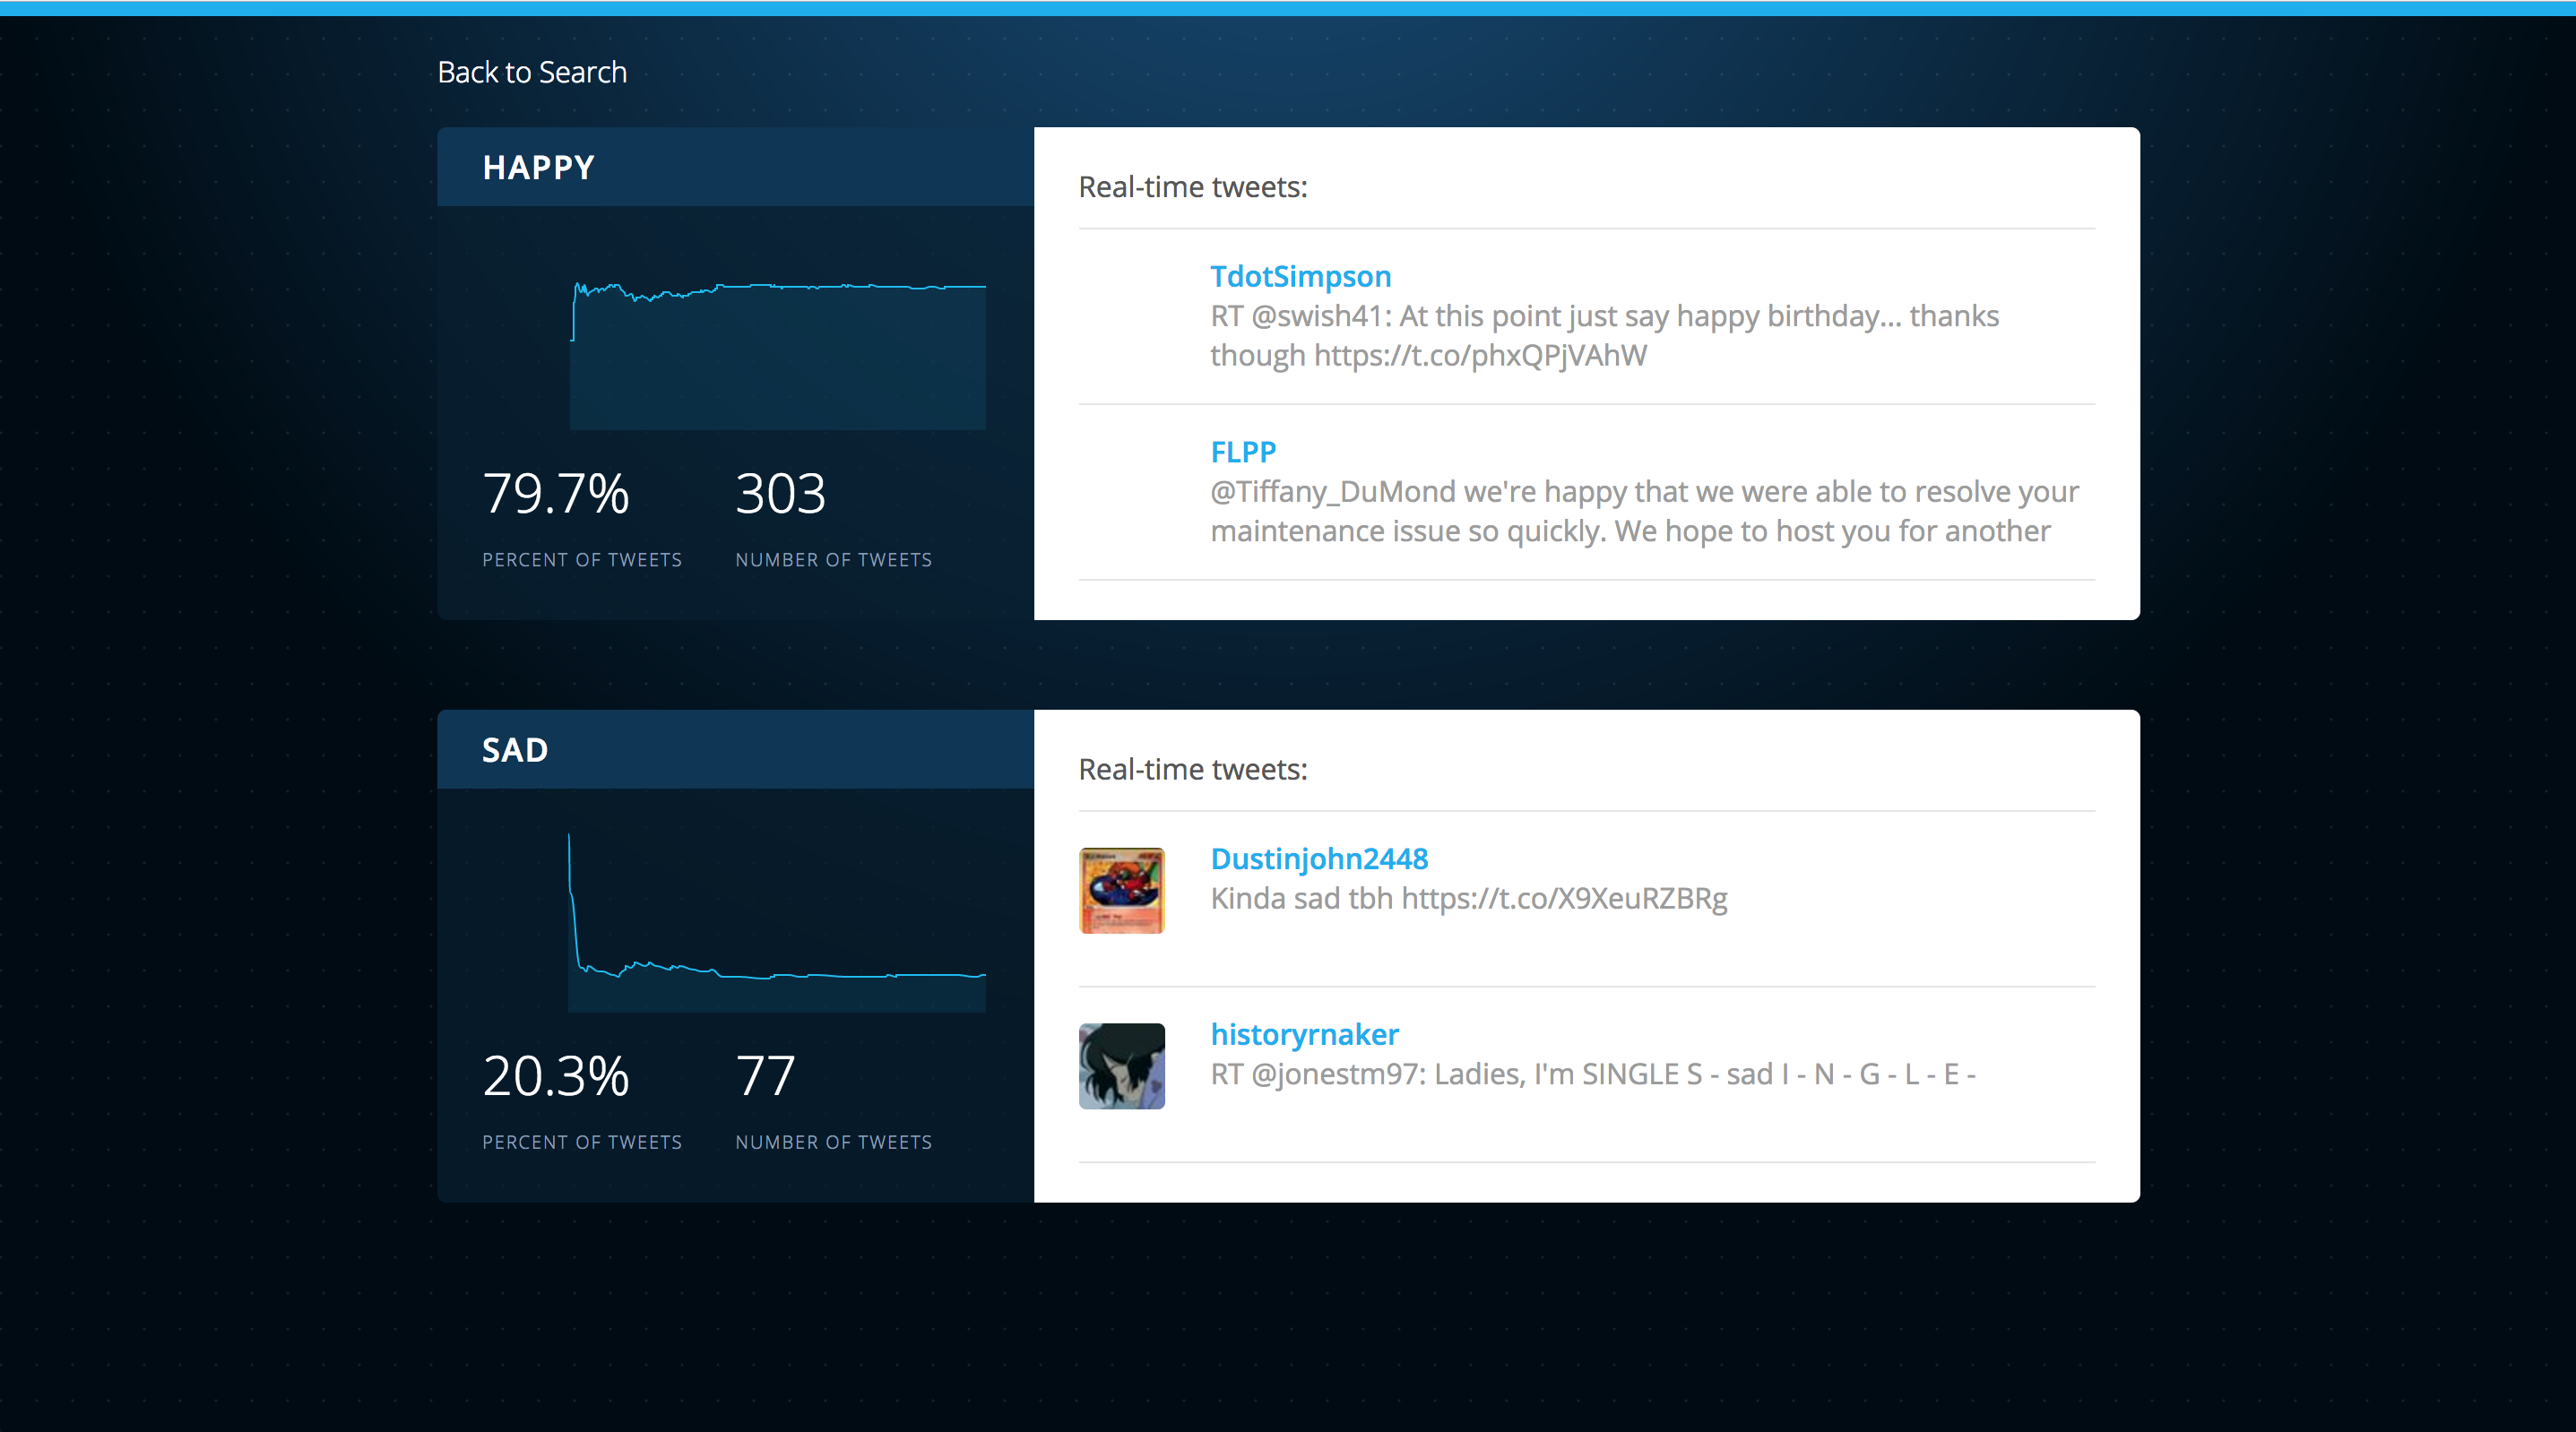 Back to Search
HAPPY
79.7%
303
PERCENT OF TWEETS
NUMBER OF TWEETS
Real-time tweets:
TdotSimpson
RT @swish41: At this point just say happy birthday... thanks
though https://t.co/phxQPjVAhW
FLPP
@Tiffany_DuMond we're happy that we were able to resolve your
maintenance issue so quickly. We hope to host you for another
SAD
20.3%
77
PERCENT OF TWEETS
NUMBER OF TWEETS
Real-time tweets:
Dustinjohn2448
Kinda sad tbh https://t.co/X9XeuRZBRg
historyrnaker
RT @jonestm97: Ladies, I'm SINGLE S - sad I - N - G - L - E -